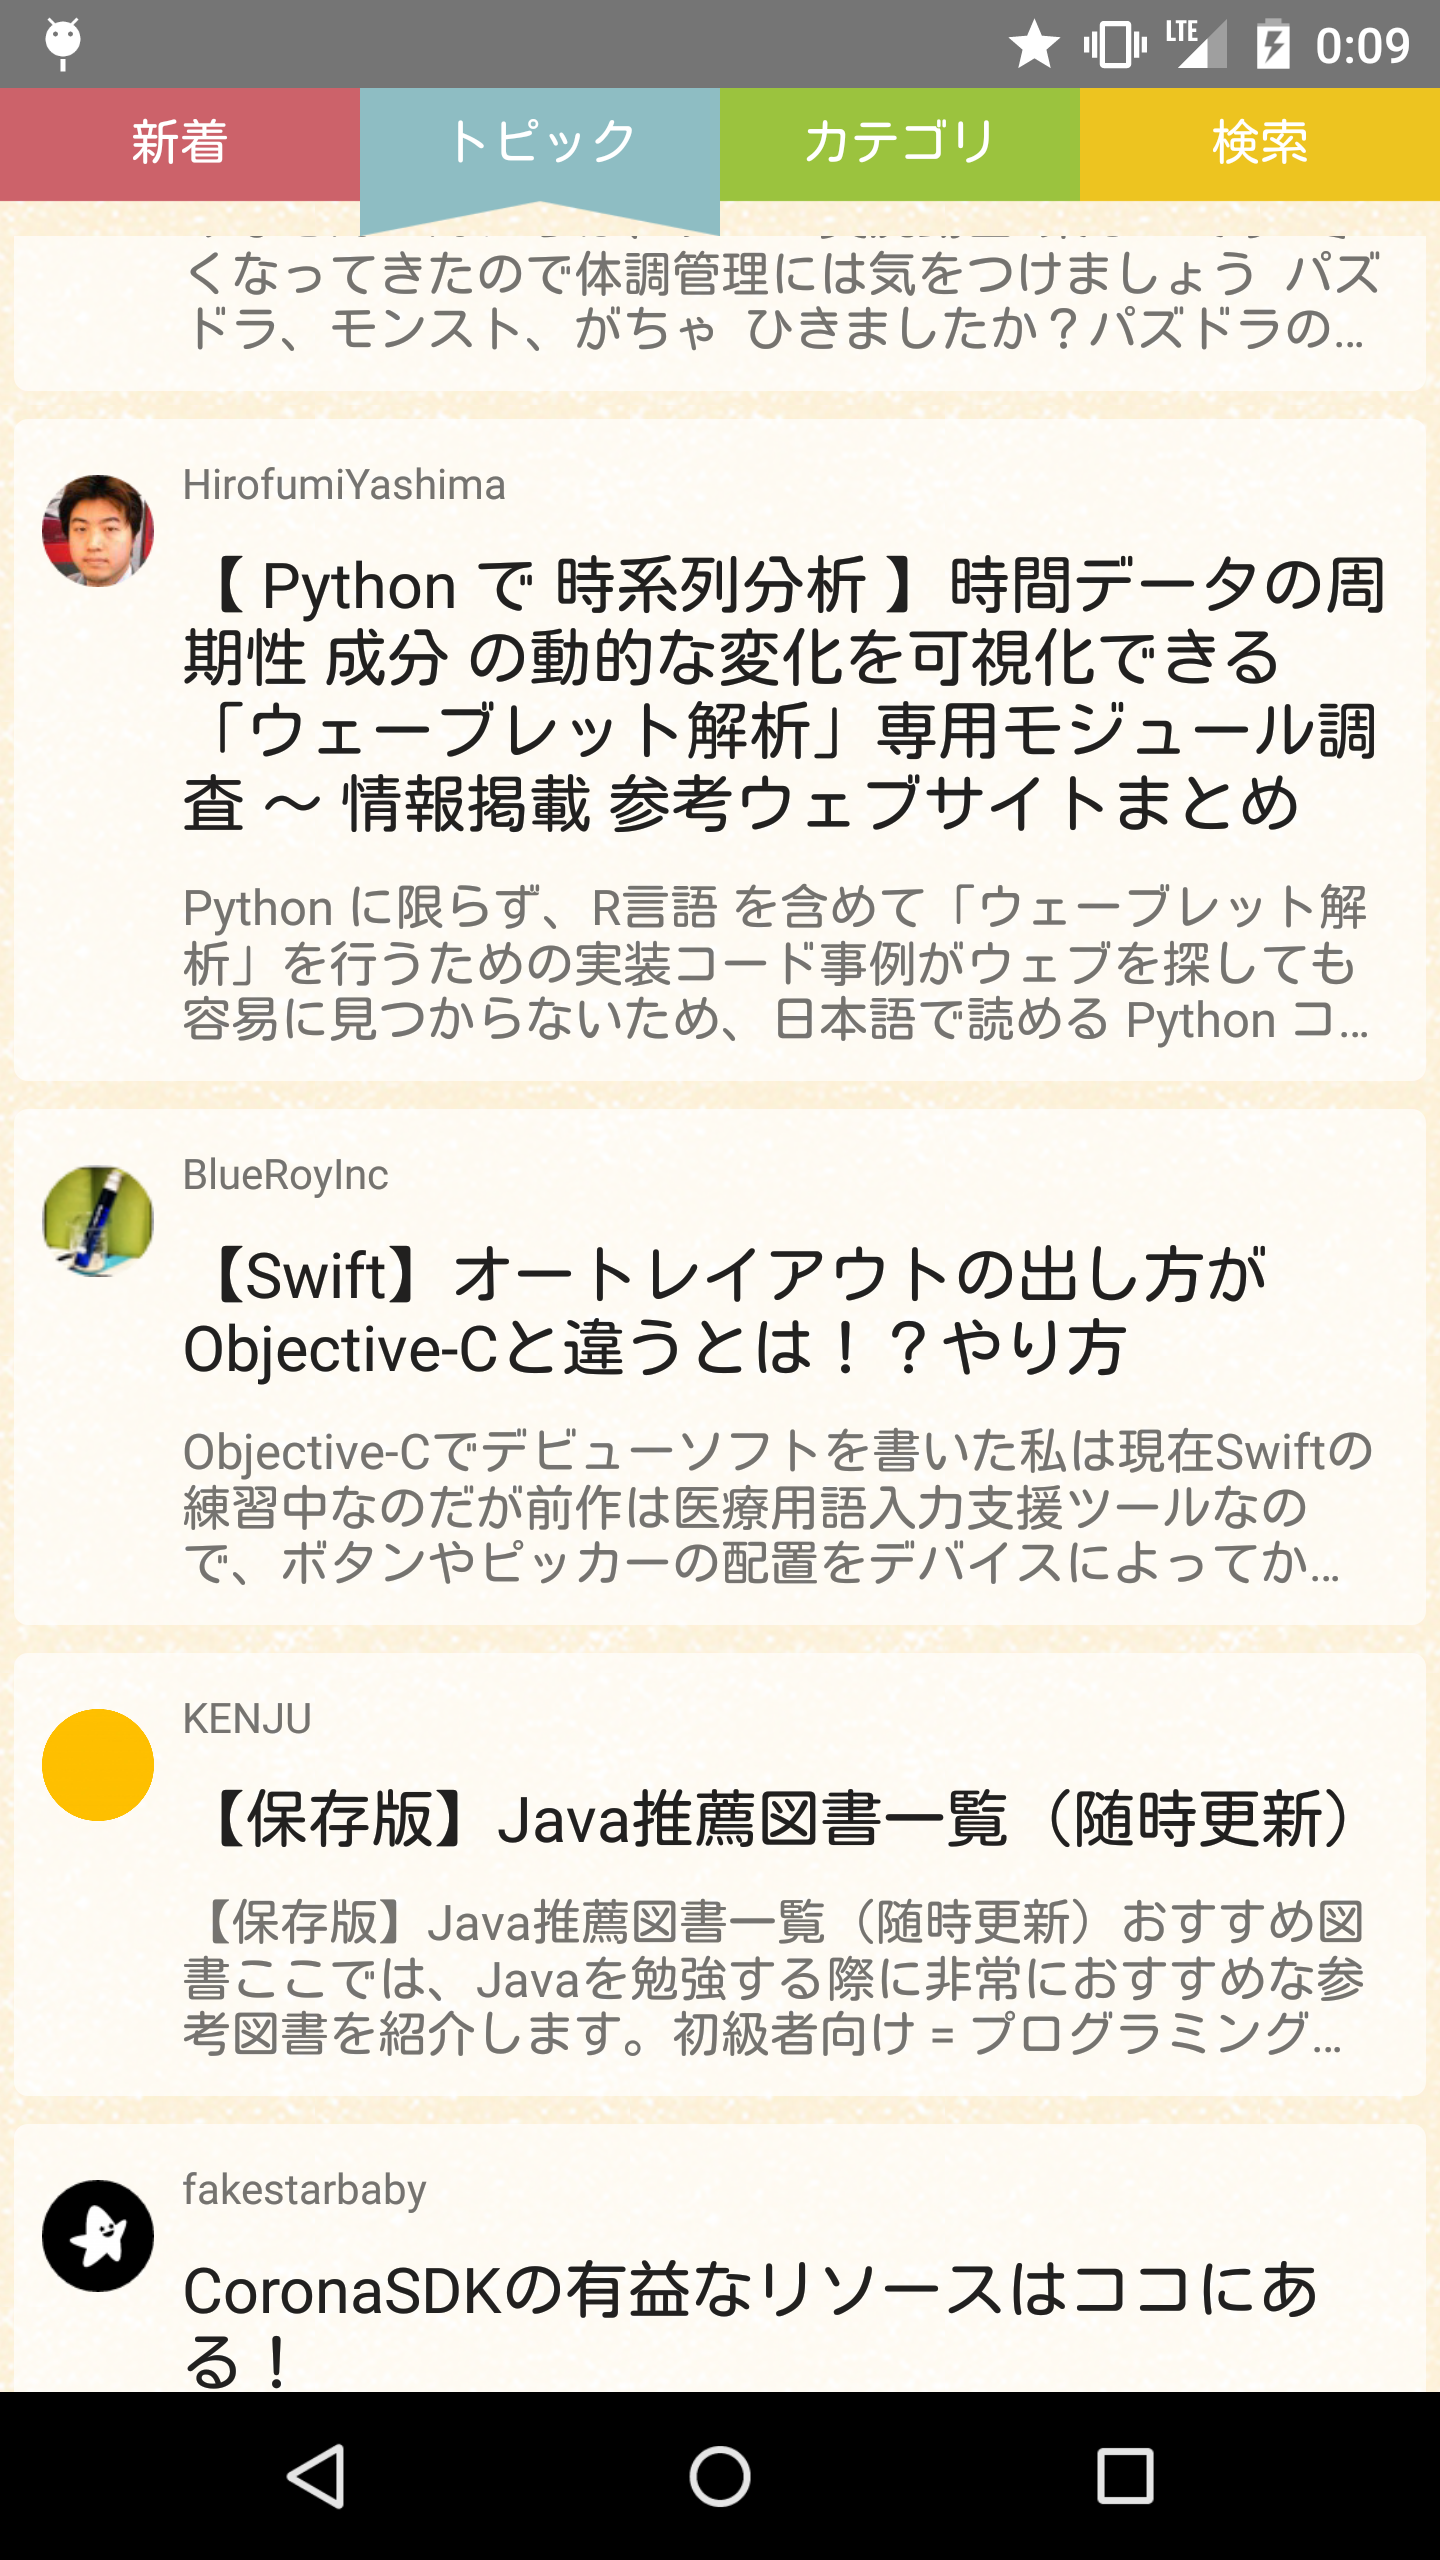 LTE 0:09
新着 トピック カテゴリ 検索
くなってきたので体調管理には気をつけましょう パズ
ドラ、モンスト、がちゃ ひきましたか？パズドラの…
HirofumiYashima
【 Python で 時系列分析 】時間データの周
期性 成分 の動的な変化を可視化できる
「ウェーブレット解析」専用モジュール調
査 〜 情報掲載 参考ウェブサイトまとめ
Python に限らず、R言語 を含めて「ウェーブレット解
析」を行うための実装コード事例がウェブを探しても
容易に見つからないため、日本語で読める Python コ…
BlueRoyInc
【Swift】オートレイアウトの出し方が
Objective-Cと違うとは！？やり方
Objective-Cでデビューソフトを書いた私は現在Swiftの
練習中なのだが前作は医療用語入力支援ツールなの
で、ボタンやピッカーの配置をデバイスによってか…
KENJU
【保存版】Java推薦図書一覧（随時更新）
【保存版】Java推薦図書一覧（随時更新）おすすめ図
書ここでは、Javaを勉強する際に非常におすすめな参
考図書を紹介します。初級者向け = プログラミング…
fakestarbaby
CoronaSDKの有益なリソースはココにあ
る！